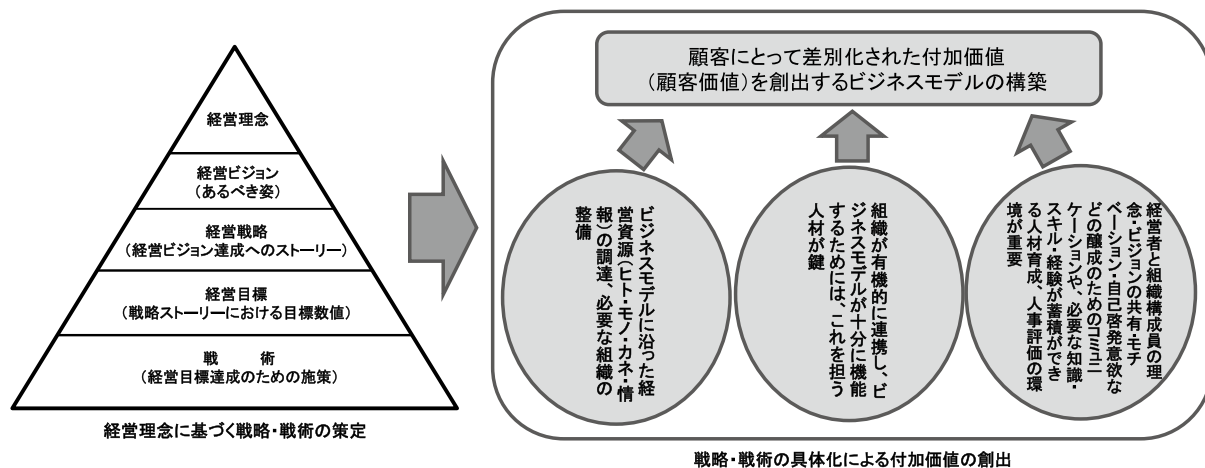 経営理念
経営ビジョン
（あるべき姿）
経営戦略
（経営ビジョン達成へのストーリー）
経営目標
（戦略ストーリーにおける目標数値）
戦　　術
（経営目標達成のための施策）
経営理念に基づく戦略・戦術の策定
顧客にとって差別化された付加価値
（顧客価値）を創出するビジネスモデルの構築
ビジネスモデルに沿った経
営資源（ヒト・モノ・カネ・情
報）の調達、必要な組織の
整備
組織が有機的に連携し、ビ
ジネスモデルが十分に機能
するためには、これを担う
人材が鍵
経営者と組織構成員の理
念・ビジョンの共有・モチ
ベーション・自己啓発意欲な
どの醸成のためのコミュニ
ケーションや、必要な知識・
スキル・経験が蓄積ができ
る人材育成、人事評価の環
境が重要
戦略・戦術の具体化による付加価値の創出